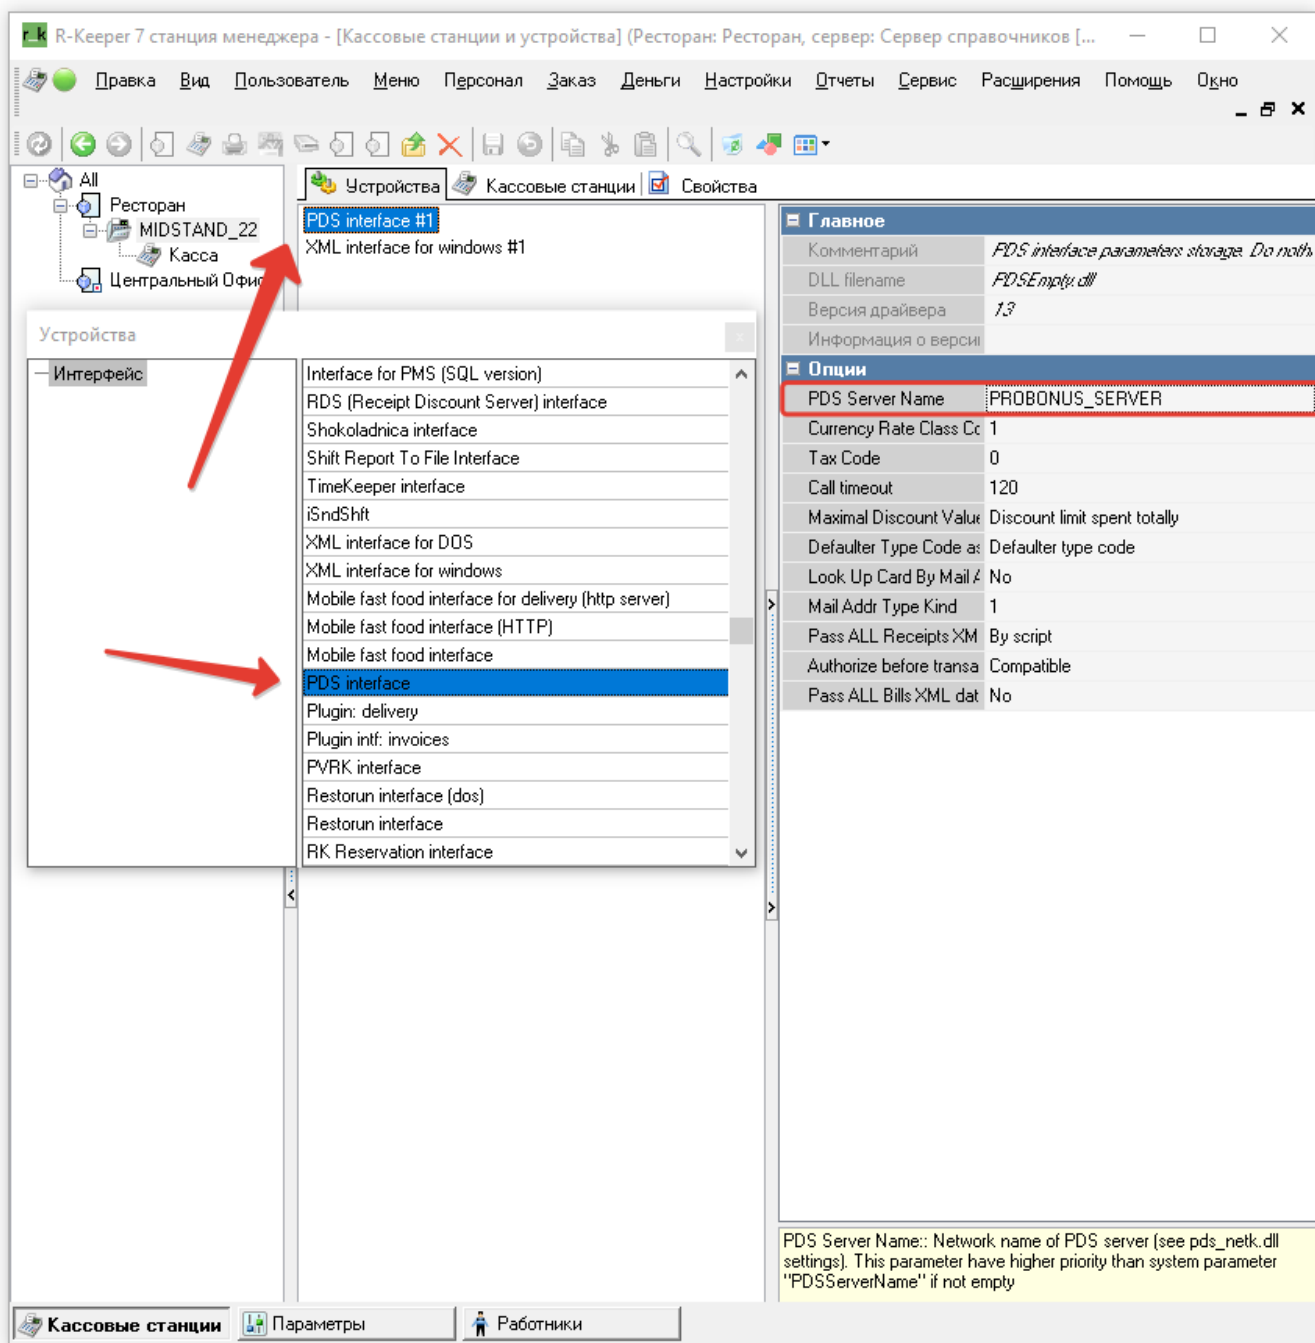 r_k R-Keeper 7 станция менеджера - [Кассовые станции и устройства] (Ресторан: Ресторан, сервер: Сервер справочников [...
Правка Вид Пользователь Меню Персонал Заказ Деньги Настройки Отчеты Сервис Расширения Помощь Окно
All
Ресторан
MIDSTAND_22
Касса
Центральный Офис
Устройства Кассовые станции Свойства
PDS interface #1
XML interface for windows #1
Устройства
Интерфейс
Interface for PMS (SQL version)
RDS (Receipt Discount Server) interface
Shokoladnica interface
Shift Report To File Interface
TimeKeeper interface
iSndShft
XML interface for DOS
XML interface for windows
Mobile fast food interface for delivery (http server)
Mobile fast food interface (HTTP)
Mobile fast food interface
PDS interface
Plugin: delivery
Plugin intf: invoices
PVRK interface
Restorun interface (dos)
Restorun interface
RK Reservation interface
Главное
Комментарий PDS interface parameters storage. Do noth
DLL filename PDSEmpty.dll
Версия драйвера 1.3
Информация о верси
Опции
PDS Server Name PROBONUS_SERVER
Currency Rate Class Co 1
Tax Code 0
Call timeout 120
Maximal Discount Value Discount limit spent totally
Defaulter Type Code as Defaulter type code
Look Up Card By Mail A No
Mail Addr Type Kind 1
Pass ALL Receipts XM By script
Authorize before transa Compatible
Pass ALL Bills XML dat No
PDS Server Name:: Network name of PDS server (see pds_netk.dll
settings). This parameter have higher priority than system parameter
"PDSServerName" if not empty
Кассовые станции Параметры Работники